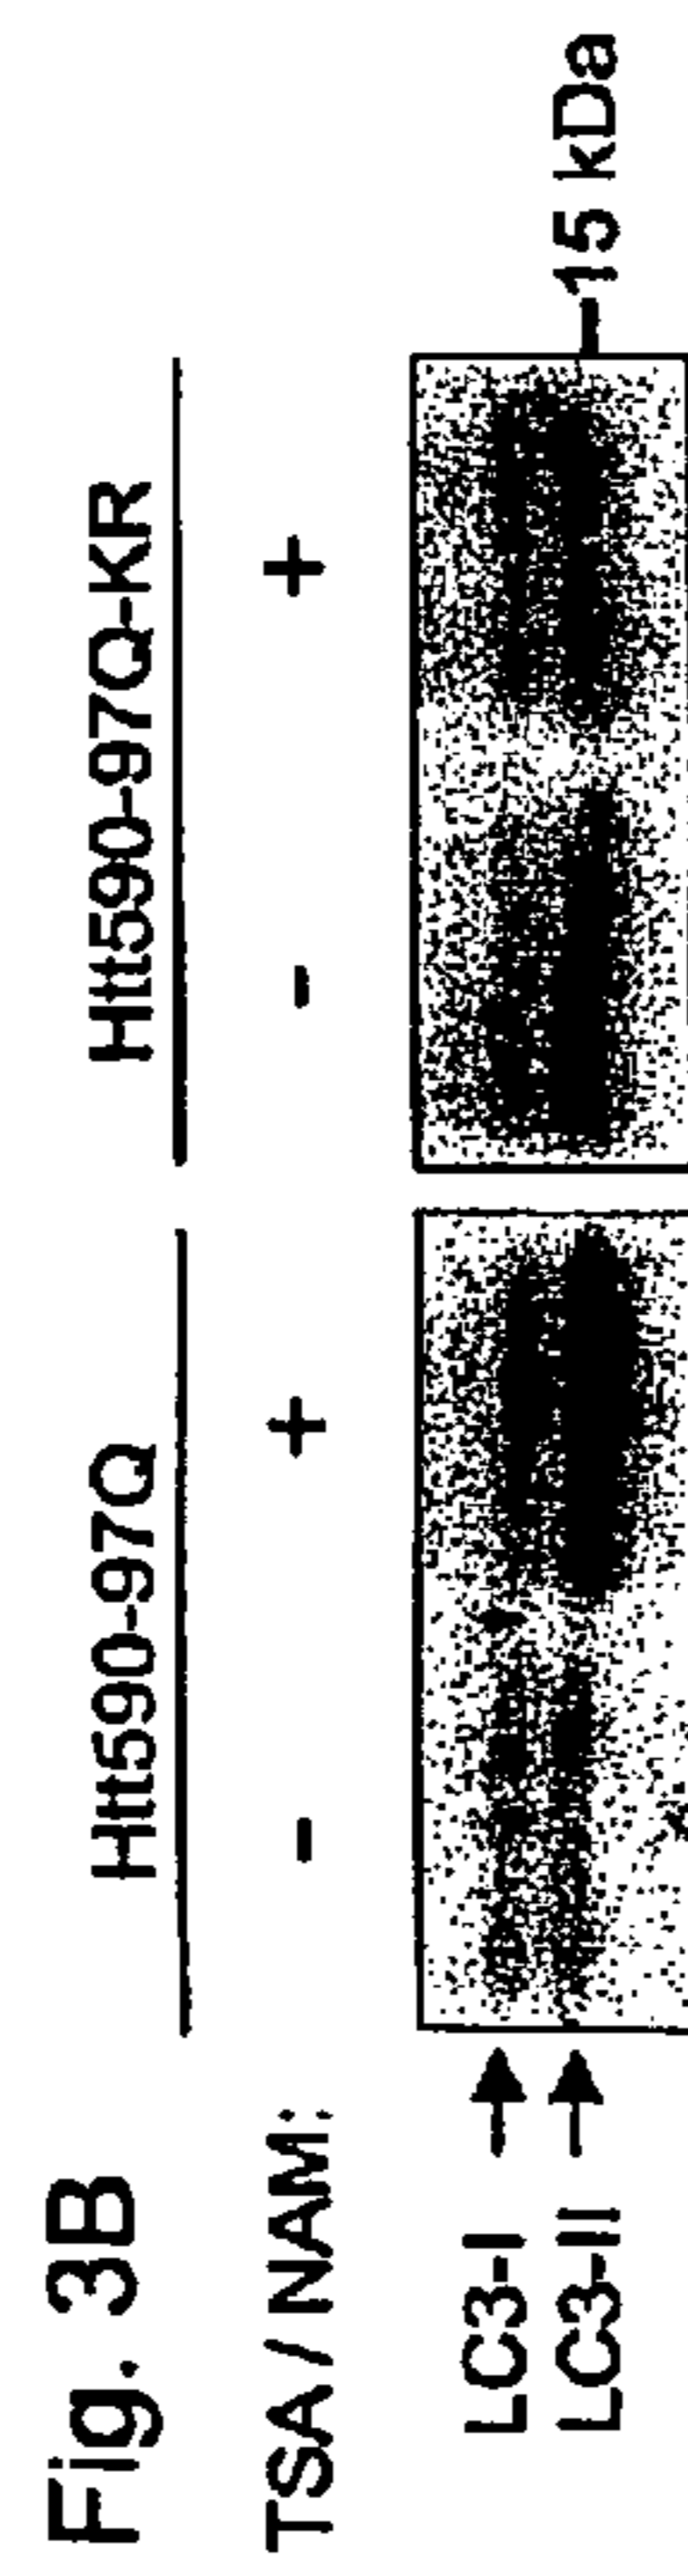 Fig. 3B
Htt590-97Q Htt590-97Q-KR
TSA / NAM: - + - +
LC3-I
LC3-II 15 kDa